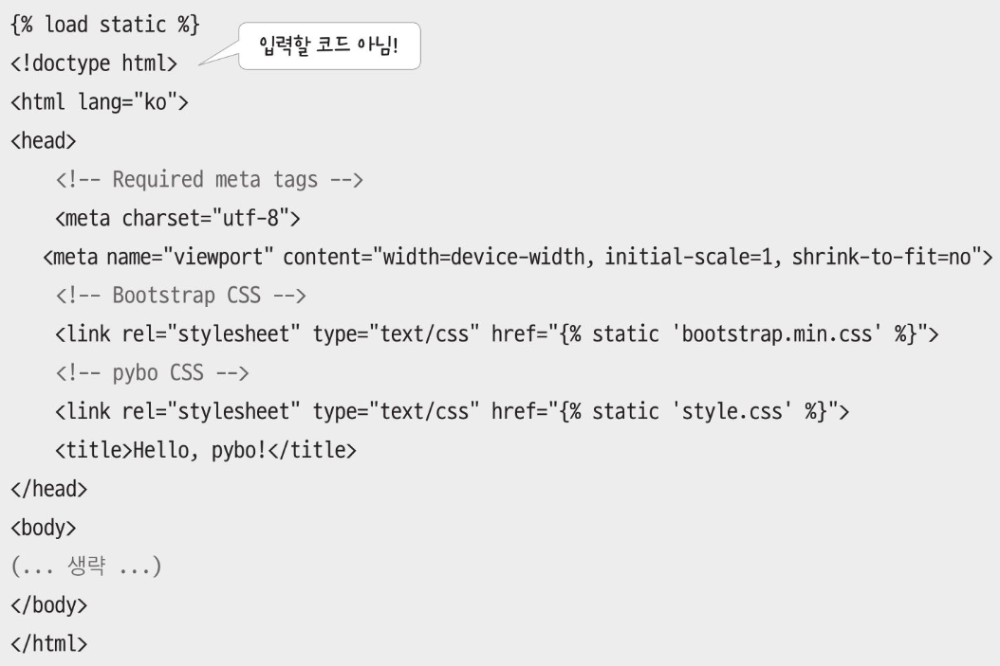 {% load static %}
입력할 코드 아님!
<!doctype html>
<html lang="ko">
<head>
    <!-- Required meta tags -->
    <meta charset="utf-8">
    <meta name="viewport" content="width=device-width, initial-scale=1, shrink-to-fit=no">
    <!-- Bootstrap CSS -->
    <link rel="stylesheet" type="text/css" href="{% static 'bootstrap.min.css' %}">
    <!-- pybo CSS -->
    <link rel="stylesheet" type="text/css" href="{% static 'style.css' %}">
    <title>Hello, pybo!</title>
</head>
<body>
(... 생략 ...)
</body>
</html>